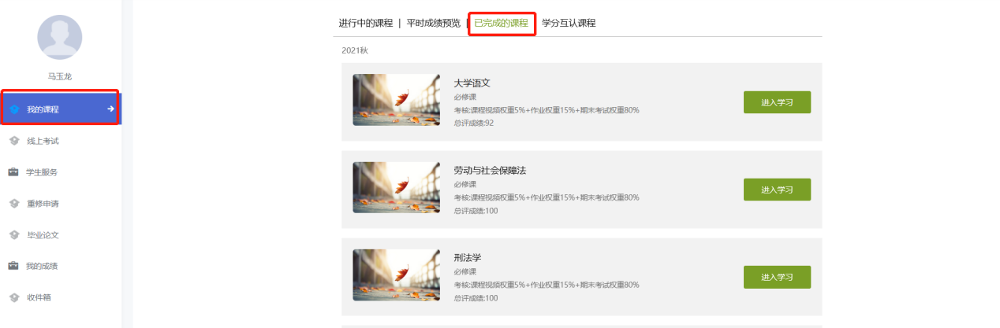 马玉龙
我的课程
线上考试
学生服务
重修申请
毕业论文
我的成绩
收件箱
进行中的课程 | 平时成绩预览 | 已完成的课程 学分互认课程
2021秋
大学语文
必修课
考核:课程视频权重5%+作业权重15%+期末考试权重80%
总评成绩:92
进入学习
劳动与社会保障法
必修课
考核:课程视频权重5%+作业权重15%+期末考试权重80%
总评成绩:100
进入学习
刑法学
必修课
考核:课程视频权重5%+作业权重15%+期末考试权重80%
总评成绩:100
进入学习